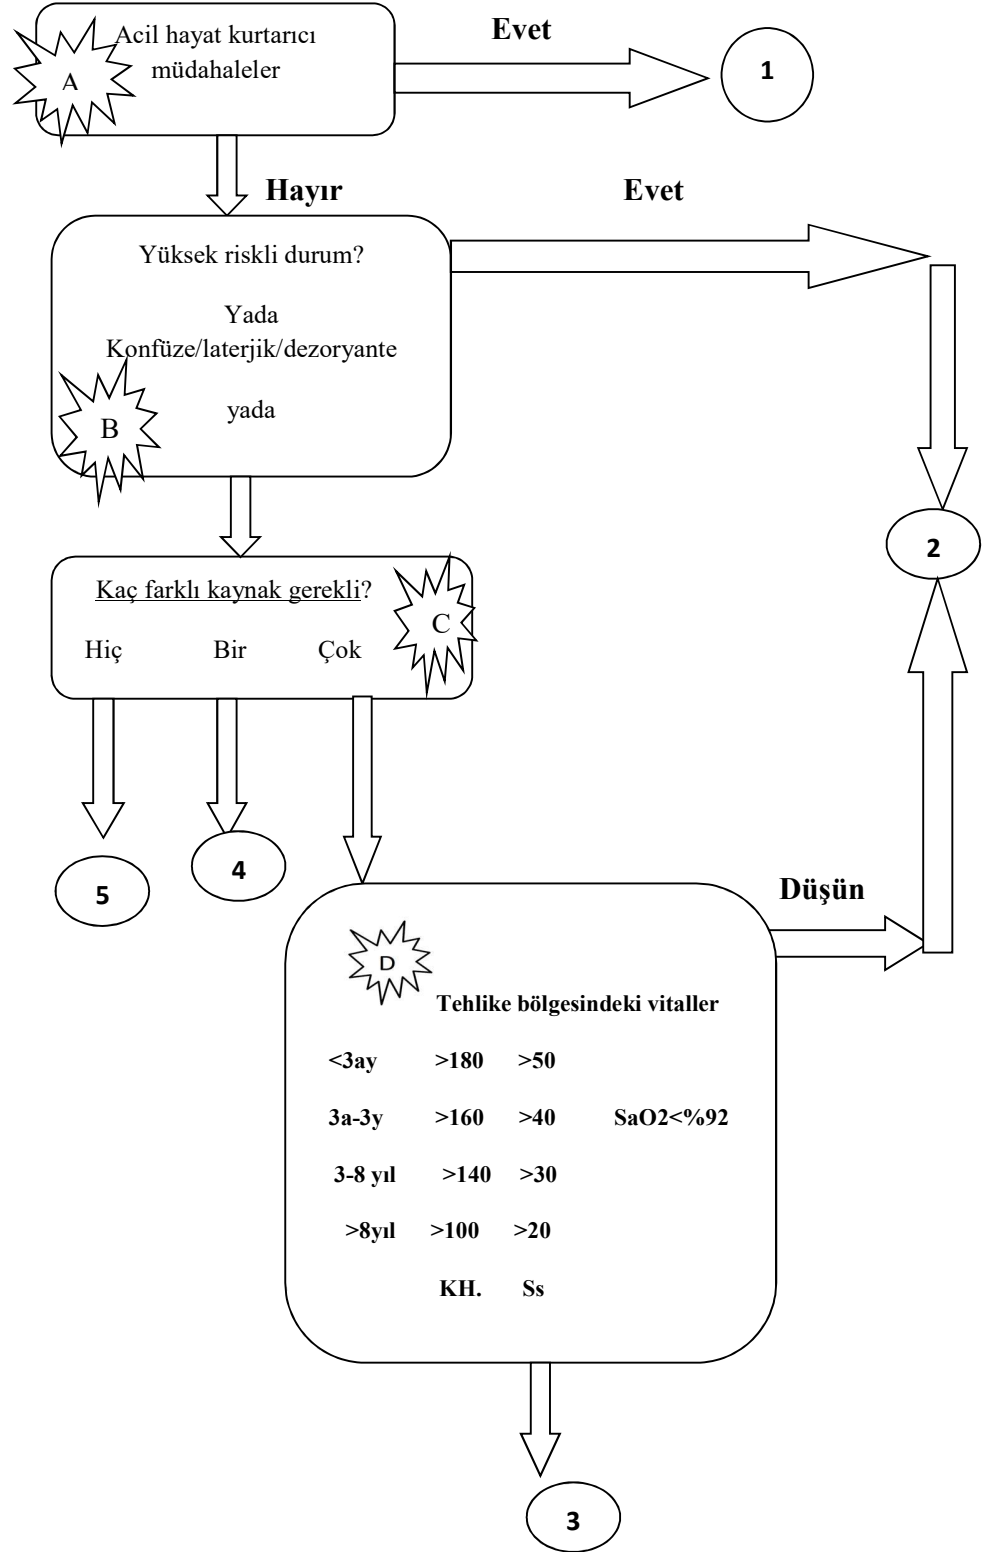 Acil hayat kurtarıcı
müdahaleler
A
Evet
1
Hayır
Evet
Yüksek riskli durum?
Yada
Konfüze/laterjik/dezoryante
yada
B
2
Kaç farklı kaynak gerekli?
C
Hiç Bir Çok
5
4
Düşün
D
Tehlike bölgesindeki vitaller
<3ay >180 >50
3a-3y >160 >40 SaO2<%92
3-8 yıl >140 >30
>8yıl >100 >20
KH. Ss
3